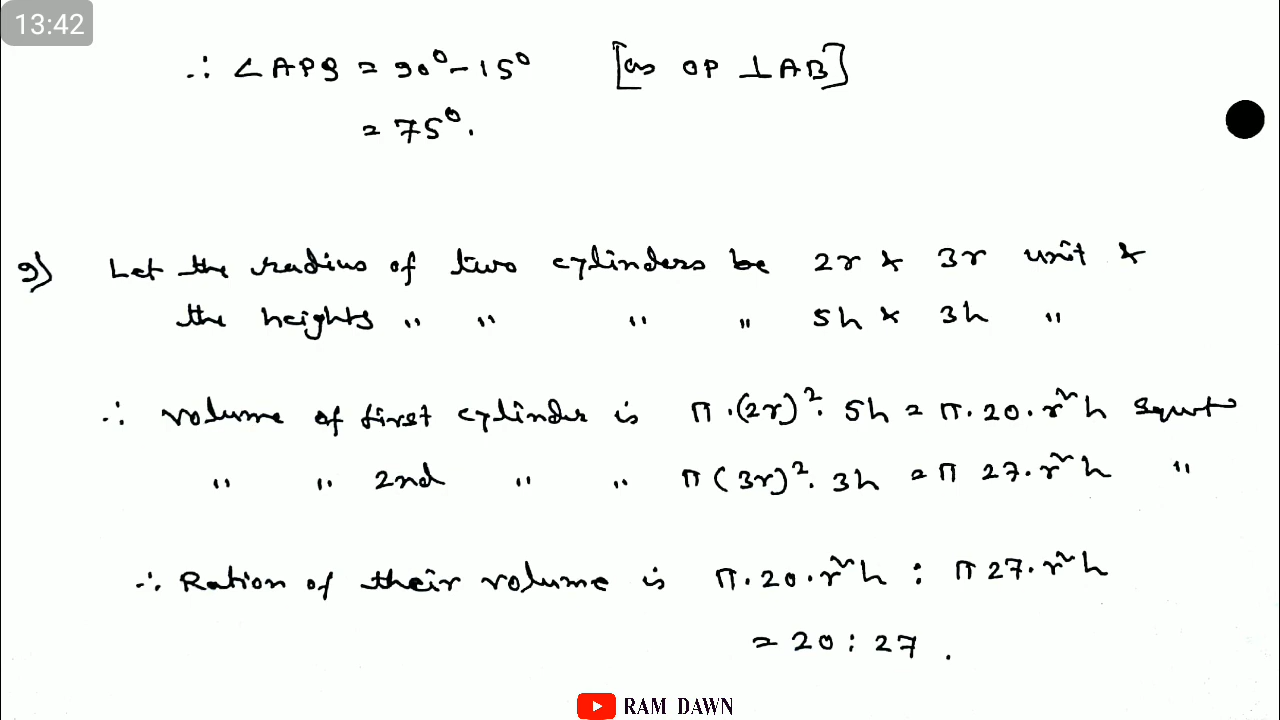 13:42
∴ ∠APQ = 90° - 15° [as OP ⊥ AB]
= 75°.
9) Let the radius of two cylinders be 2r & 3r unit &
the heights " " " " 5h & 3h "
∴ volume of first cylinder is π.(2r)². 5h = π.20.r²h squnit
" " 2nd " " π(3r)². 3h = π 27.r²h "
∴ Ration of their volume is π.20.r²h : π 27.r²h
= 20 : 27 .
RAM DAWN